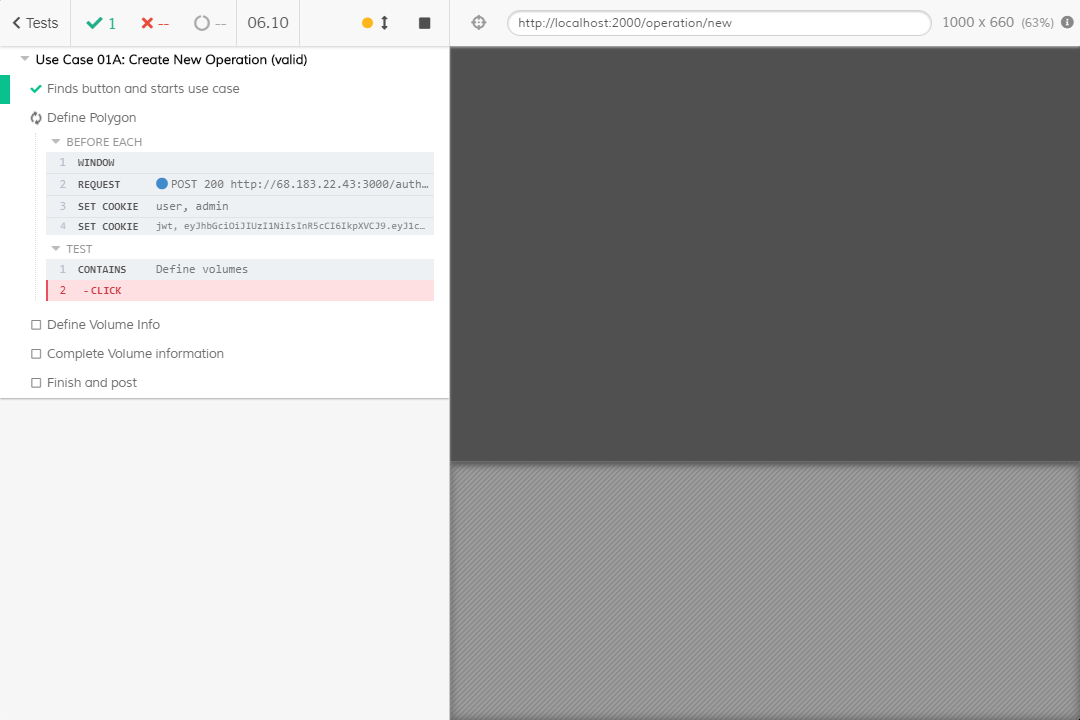 Tests 1 -- -- 06.10
http://localhost:2000/operation/new 1000 x 660 (63%)
Use Case 01A: Create New Operation (valid)
Finds button and starts use case
Define Polygon
BEFORE EACH
1 WINDOW
2 REQUEST POST 200 http://68.183.22.43:3000/auth…
3 SET COOKIE user, admin
4 SET COOKIE jwt, eyJhbGciOiJIUzI1NiIsInR5cCI6IkpXVCJ9.eyJ1c…
TEST
1 CONTAINS Define volumes
2 -CLICK
Define Volume Info
Complete Volume information
Finish and post